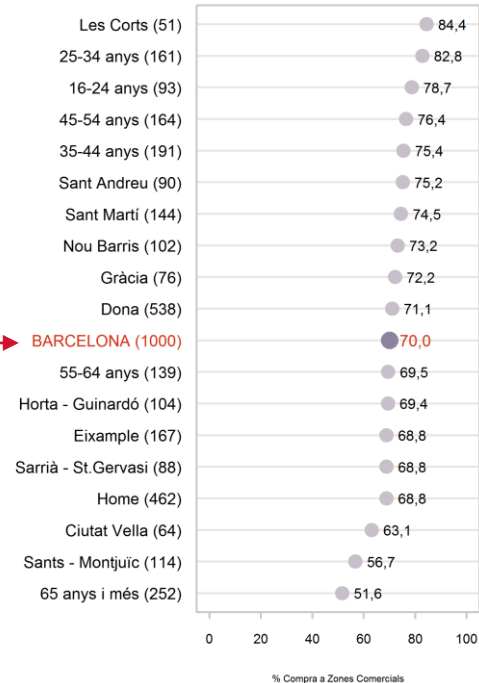 Les Corts (51) 84,4
25-34 anys (161) 82,8
16-24 anys (93) 78,7
45-54 anys (164) 76,4
35-44 anys (191) 75,4
Sant Andreu (90) 75,2
Sant Martí (144) 74,5
Nou Barris (102) 73,2
Gràcia (76) 72,2
Dona (538) 71,1
BARCELONA (1000) 70,0
55-64 anys (139) 69,5
Horta - Guinardó (104) 69,4
Eixample (167) 68,8
Sarrià - St.Gervasi (88) 68,8
Home (462) 68,8
Ciutat Vella (64) 63,1
Sants - Montjuïc (114) 56,7
65 anys i més (252) 51,6
0 20 40 60 80 100
% Compra a Zones Comercials